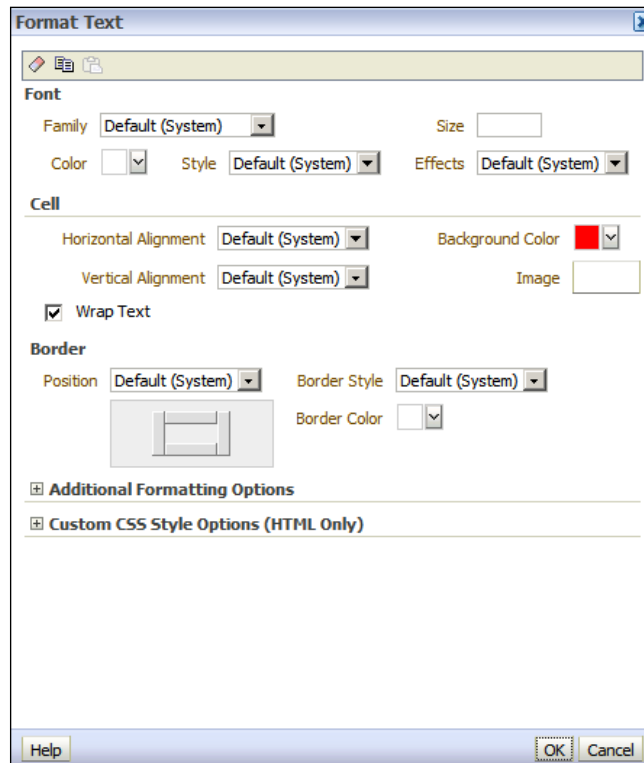 Format Text
Font
Family Default (System) Size
Color Style Default (System) Effects Default (System)
Cell
Horizontal Alignment Default (System) Background Color
Vertical Alignment Default (System) Image
Wrap Text
Border
Position Default (System) Border Style Default (System)
Border Color
Additional Formatting Options
Custom CSS Style Options (HTML Only)
Help OK Cancel